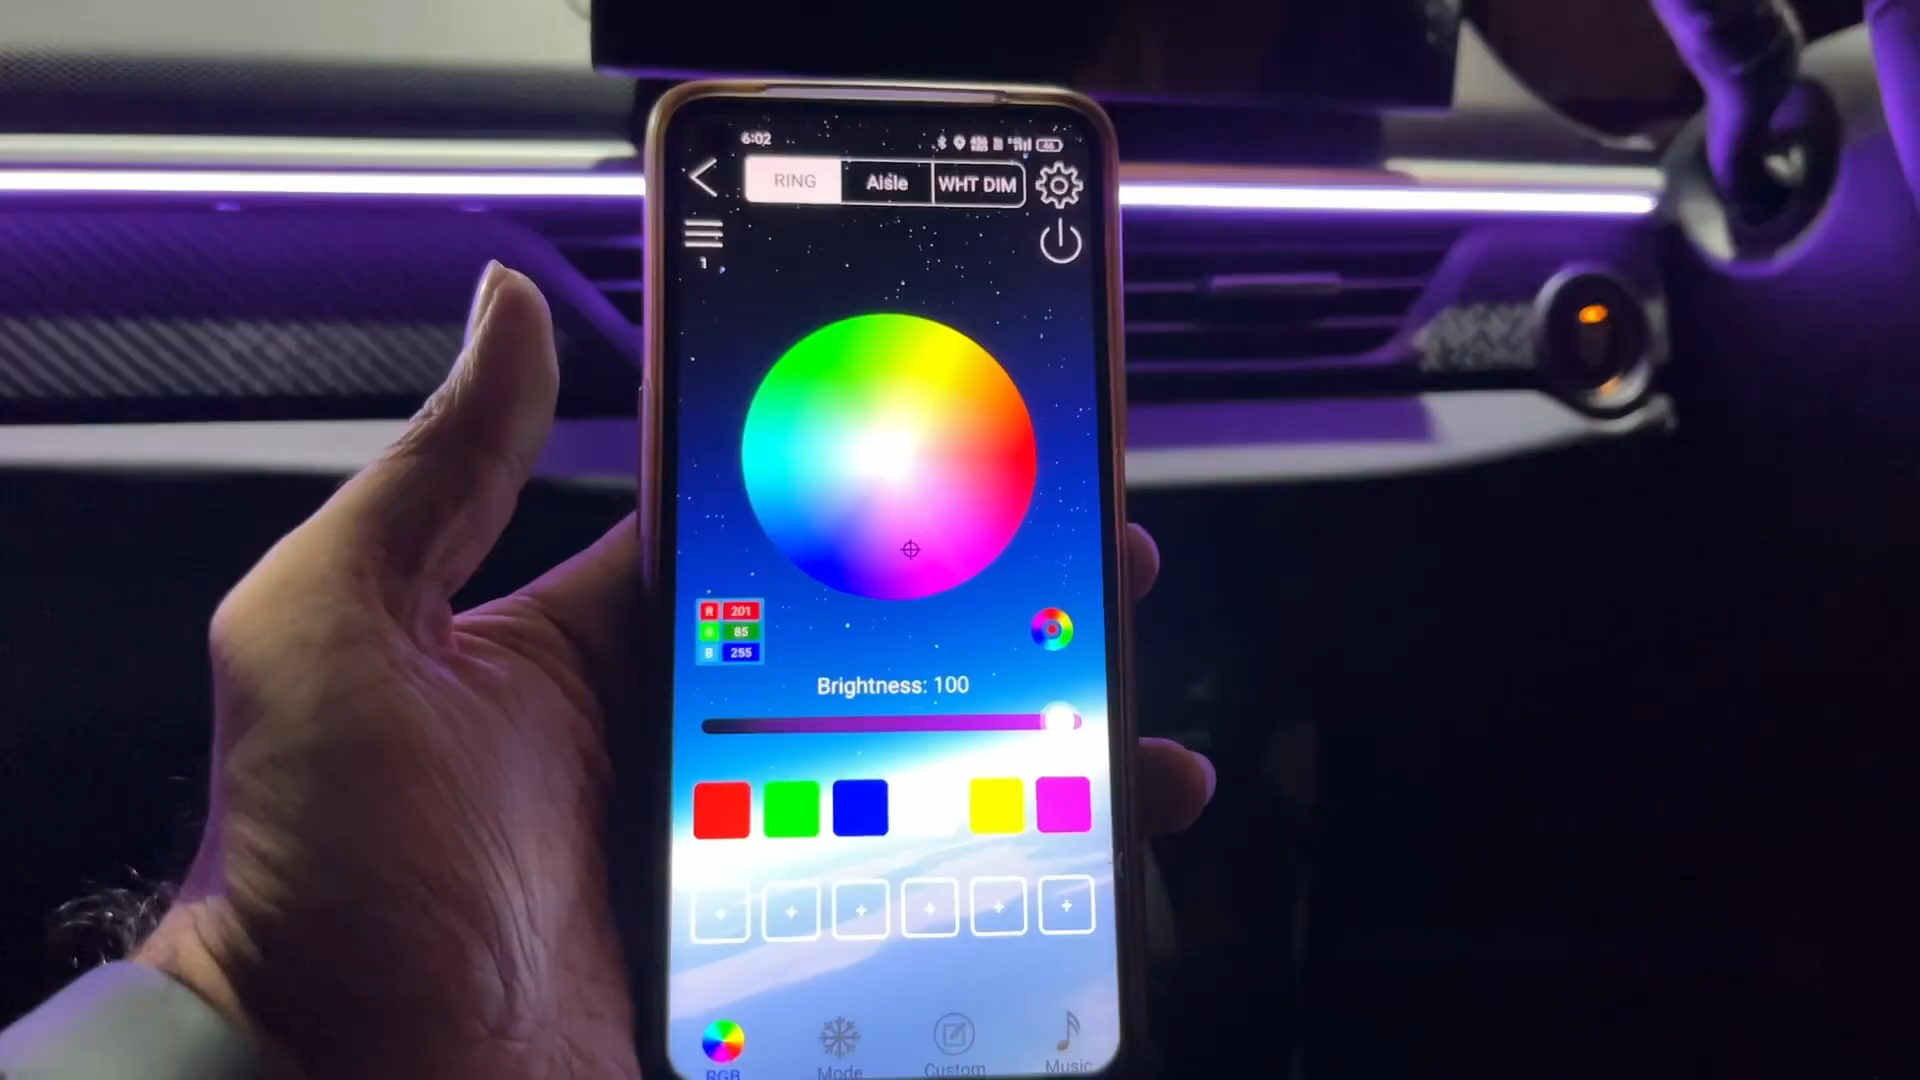 6:02
RING Aisle WHT DIM
1
R 201
G 85
B 255
Brightness: 100
RGB Mode Custom Music